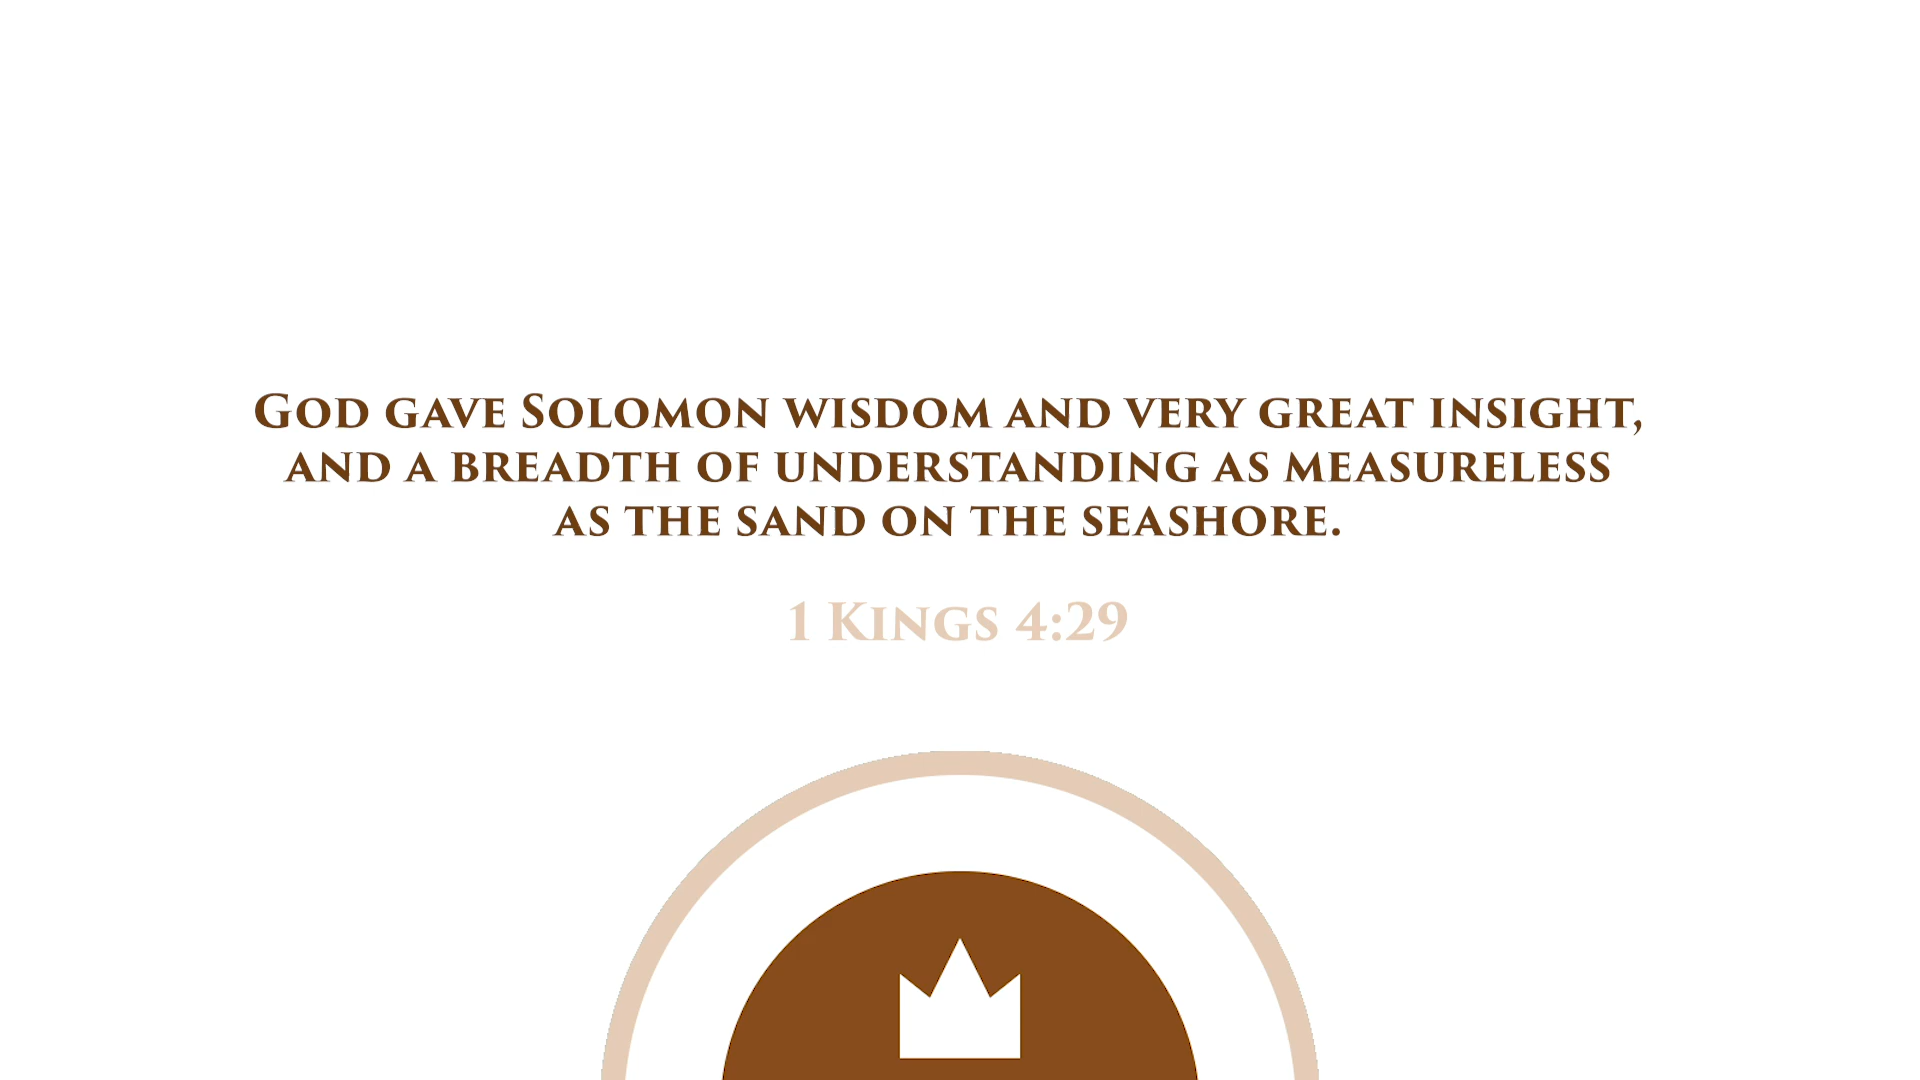 God gave Solomon wisdom and very great insight,
and a breadth of understanding as measureless
as the sand on the seashore.
1 Kings 4:29